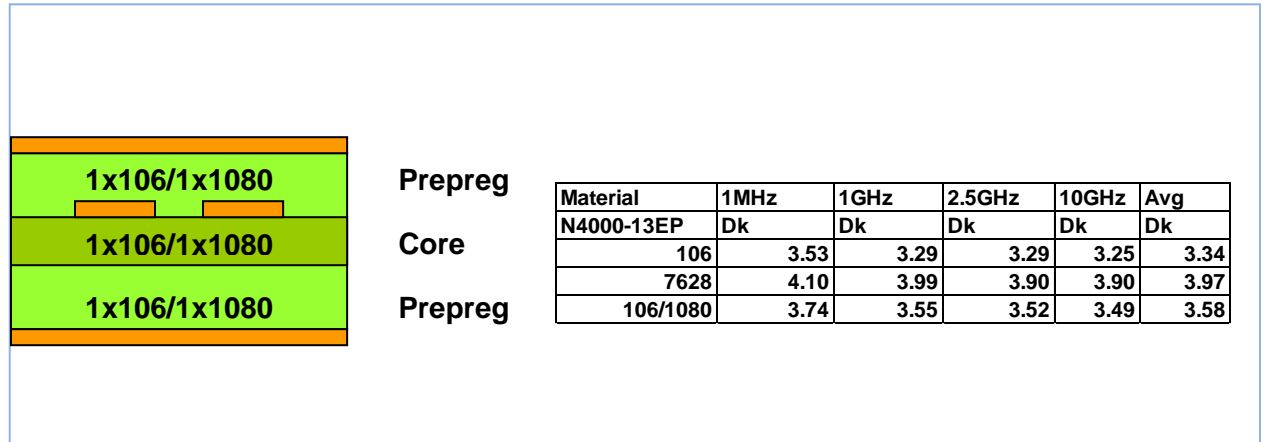 1x106/1x1080 Prepreg
1x106/1x1080 Core
1x106/1x1080 Prepreg
Material 1MHz 1GHz 2.5GHz 10GHz Avg
N4000-13EP Dk Dk Dk Dk Dk
106 3.53 3.29 3.29 3.25 3.34
7628 4.10 3.99 3.90 3.90 3.97
106/1080 3.74 3.55 3.52 3.49 3.58